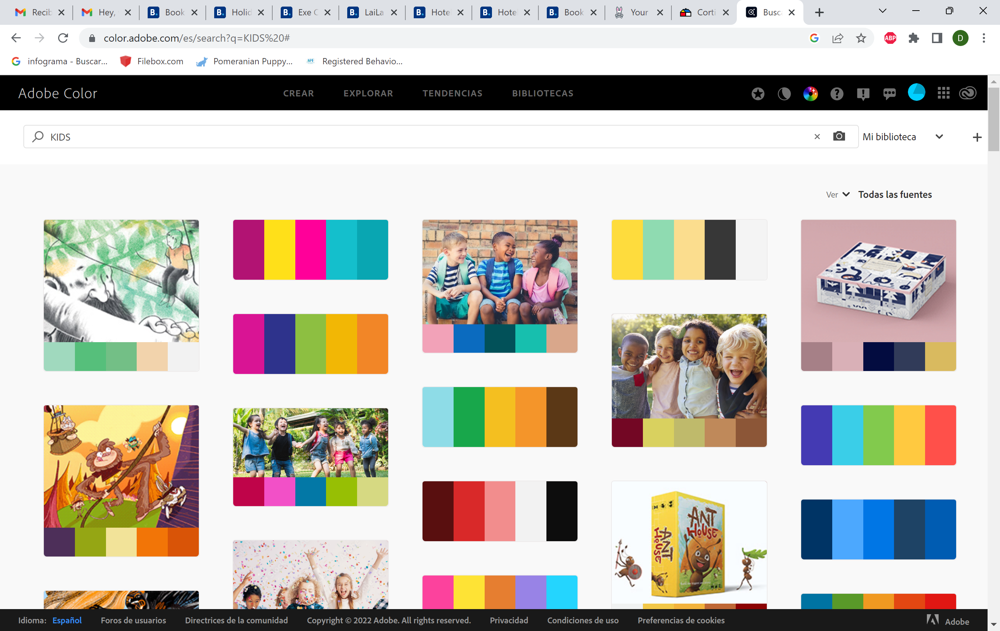 Recib
Hey,
Book
Holid
Exe C
LaiLa
Hote
Hote
Book
Your
Corti
Busc
color.adobe.com/es/search?q=KIDS%20#
ABP
D
infograma - Buscar...
Filebox.com
Pomeranian Puppy...
Registered Behavio...
Adobe Color
CREAR
EXPLORAR
TENDENCIAS
BIBLIOTECAS
KIDS
Mi biblioteca
Ver
Todas las fuentes
ANT
HOUSE
ANT
HOUSE
Idioma: Español
Foros de usuarios
Directrices de la comunidad
Copyright © 2022 Adobe. All rights reserved.
Privacidad
Condiciones de uso
Preferencias de cookies
Adobe